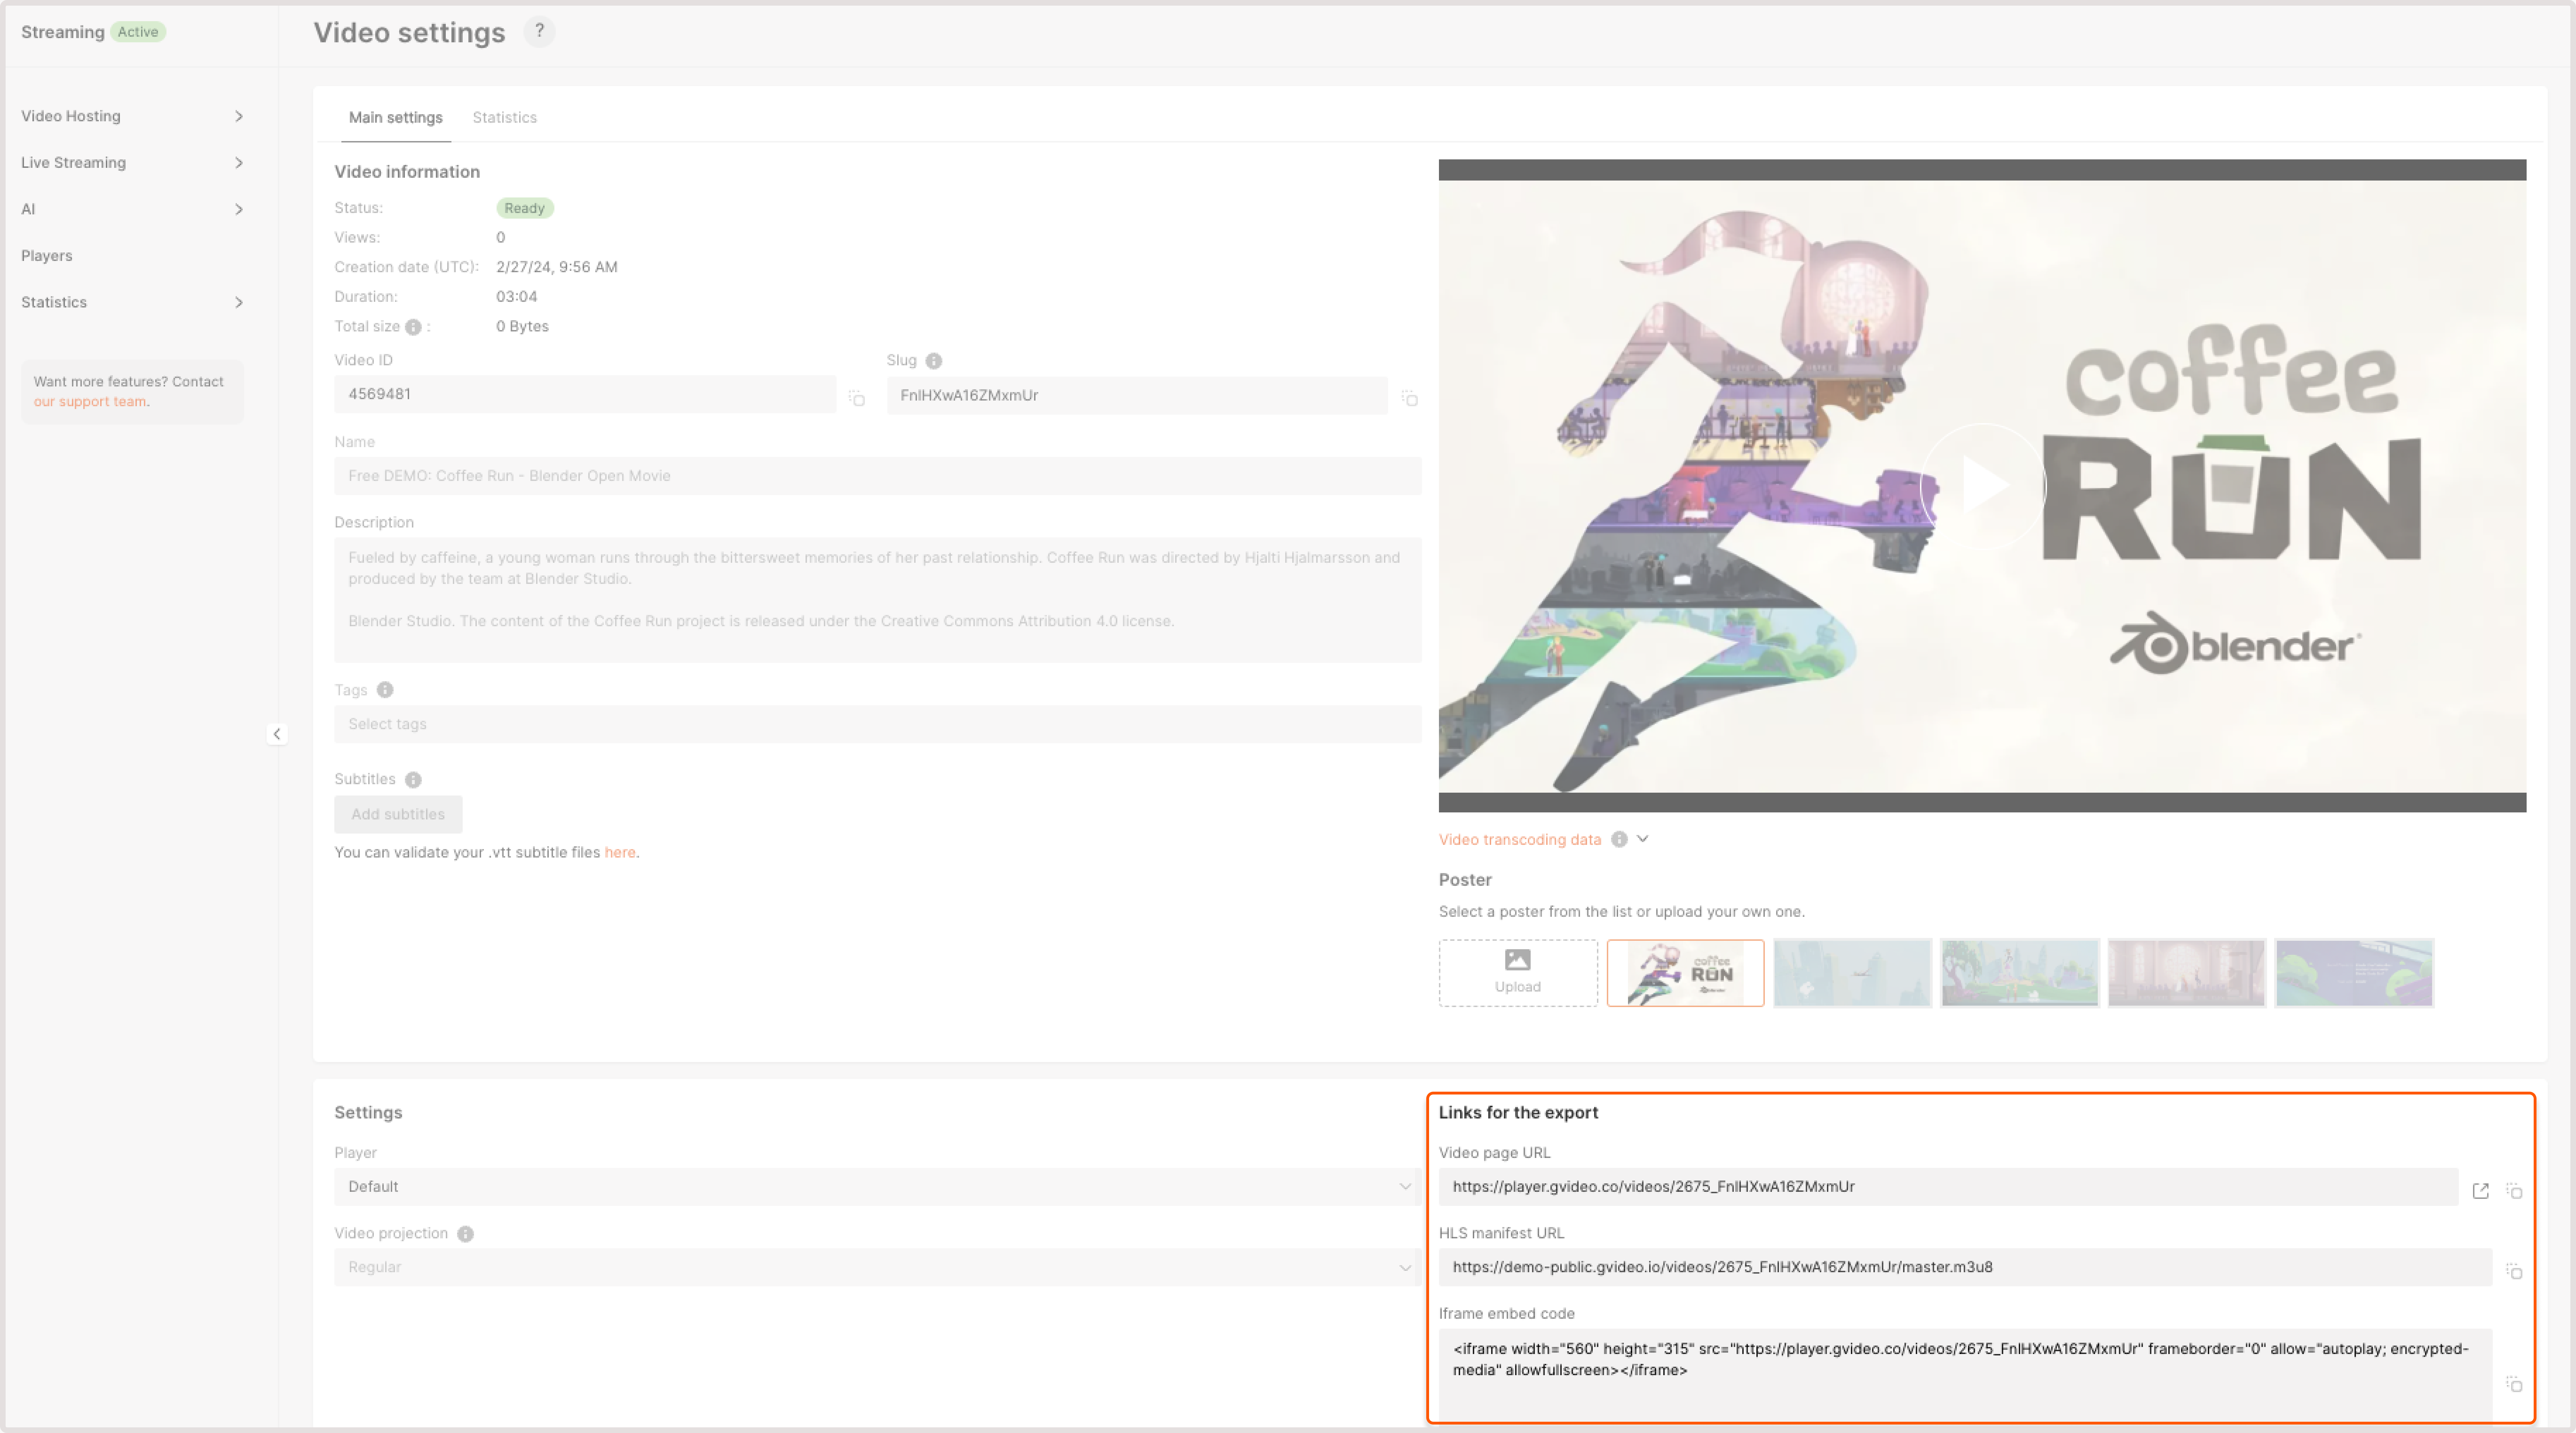 Streaming Active
Video settings ?
Video Hosting
Live Streaming
AI
Players
Statistics
Want more features? Contact
our support team.
Main settings Statistics
Video information
Status: Ready
Views: 0
Creation date (UTC): 2/27/24, 9:56 AM
Duration: 03:04
Total size : 0 Bytes
Video ID
4569481
Slug
FnlHXwA16ZMxmUr
Name
Free DEMO: Coffee Run - Blender Open Movie
Description
Fueled by caffeine, a young woman runs through the bittersweet memories of her past relationship. Coffee Run was directed by Hjalti Hjalmarsson and
produced by the team at Blender Studio.
Blender Studio. The content of the Coffee Run project is released under the Creative Commons Attribution 4.0 license.
Tags
Select tags
Subtitles
Add subtitles
You can validate your .vtt subtitle files here.
coffee
RUN
blender
Video transcoding data
Poster
Select a poster from the list or upload your own one.
Upload
coffee
RUN
blender
Settings
Player
Default
Video projection
Regular
Links for the export
Video page URL
https://player.gvideo.co/videos/2675_FnlHXwA16ZMxmUr
HLS manifest URL
https://demo-public.gvideo.io/videos/2675_FnlHXwA16ZMxmUr/master.m3u8
Iframe embed code
<iframe width="560" height="315" src="https://player.gvideo.co/videos/2675_FnlHXwA16ZMxmUr" frameborder="0" allow="autoplay; encrypted-
media" allowfullscreen></iframe>